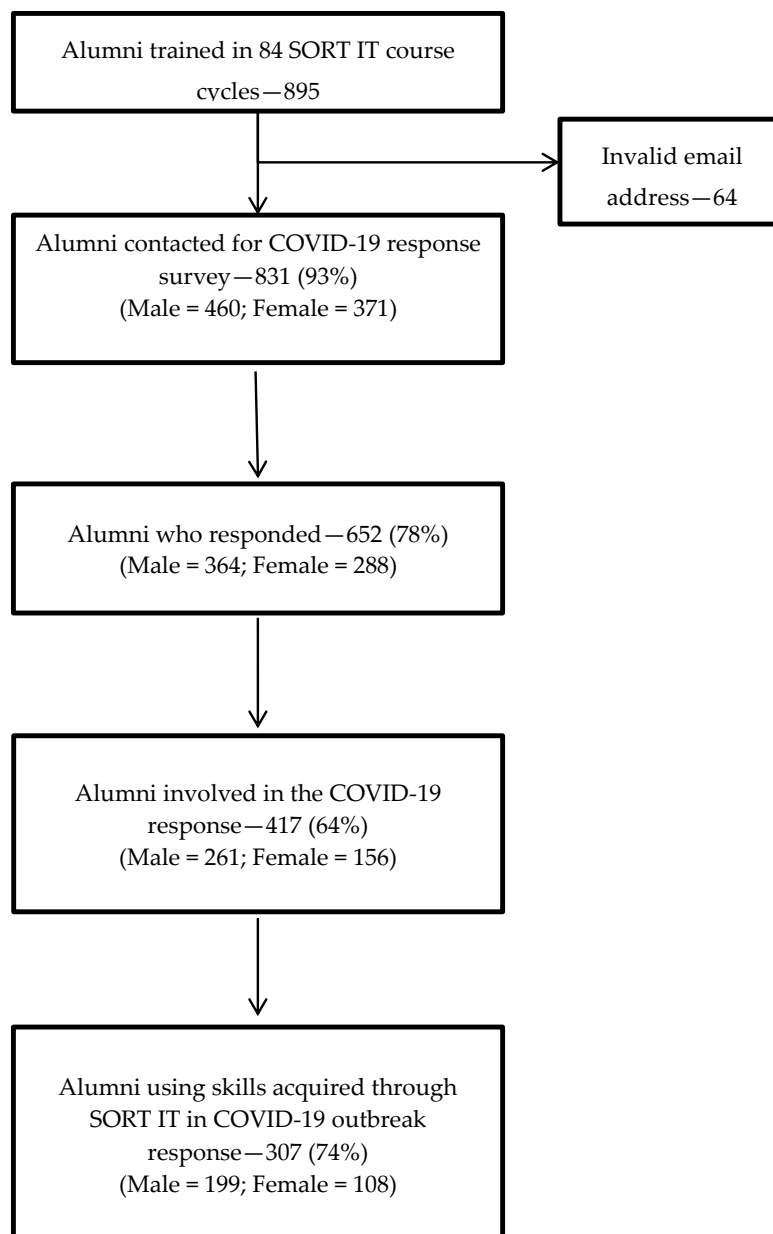 Alumni trained in 84 SORT IT course
cycles—895
Invalid email
address—64
Alumni contacted for COVID-19 response
survey—831 (93%)
(Male = 460; Female = 371)
Alumni who responded—652 (78%)
(Male = 364; Female = 288)
Alumni involved in the COVID-19
response—417 (64%)
(Male = 261; Female = 156)
Alumni using skills acquired through
SORT IT in COVID-19 outbreak
response—307 (74%)
(Male = 199; Female = 108)